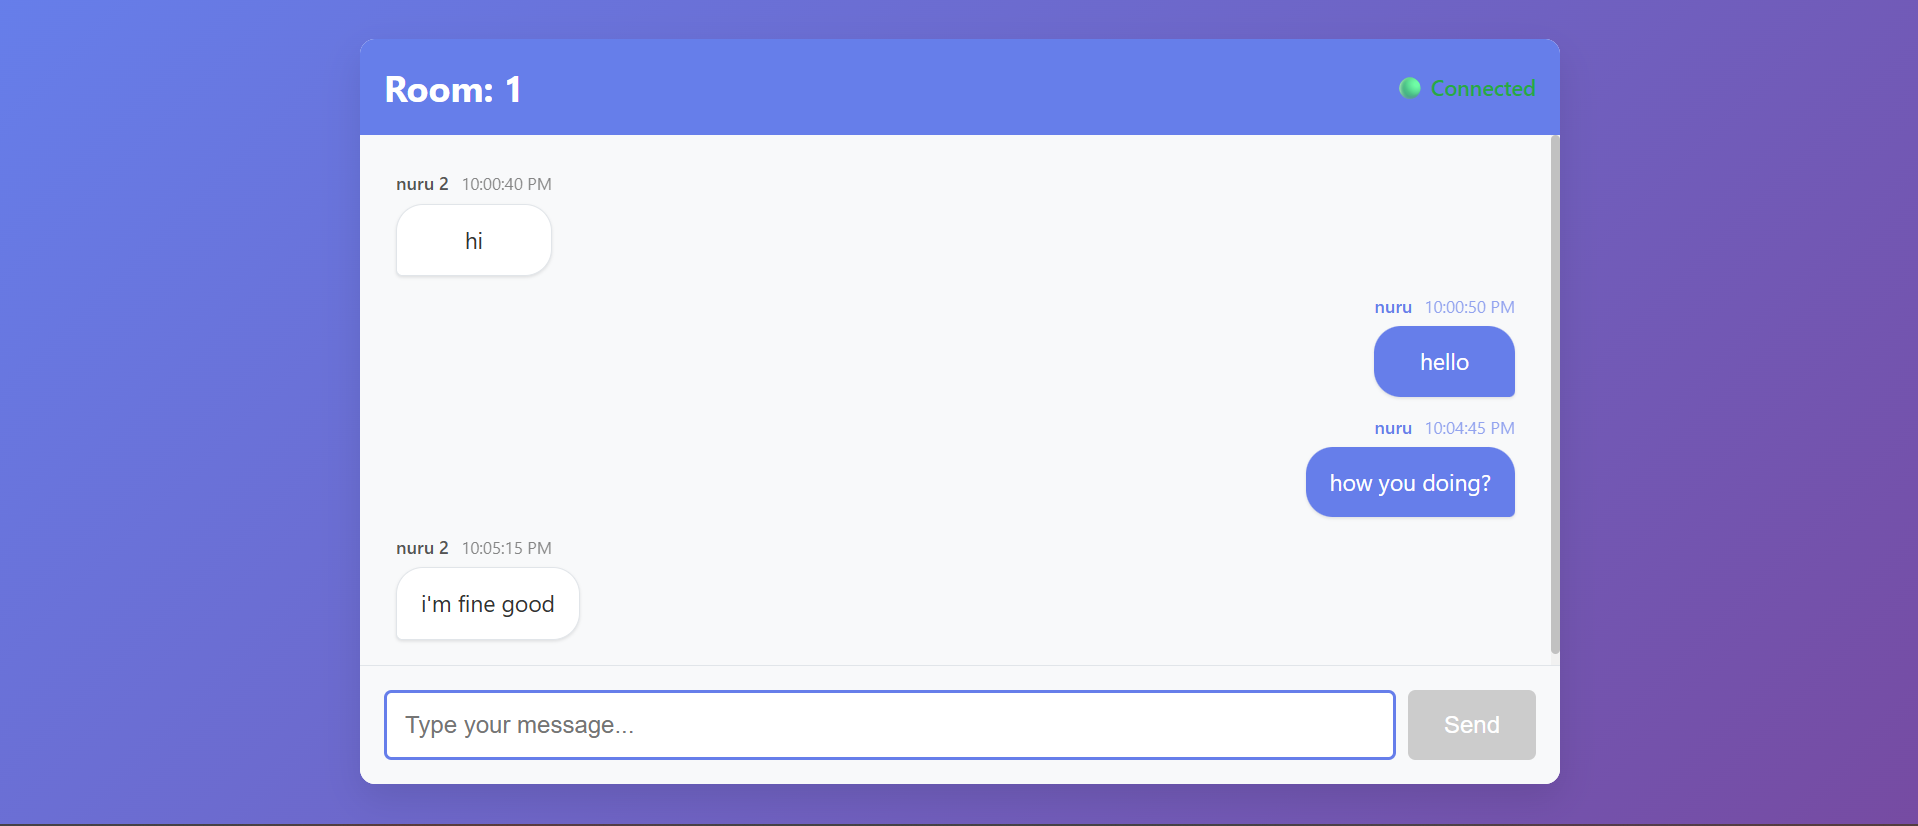 Room: 1
Connected
nuru 2 10:00:40 PM
hi
nuru 10:00:50 PM
hello
nuru 10:04:45 PM
how you doing?
nuru 2 10:05:15 PM
i'm fine good
Type your message...
Send